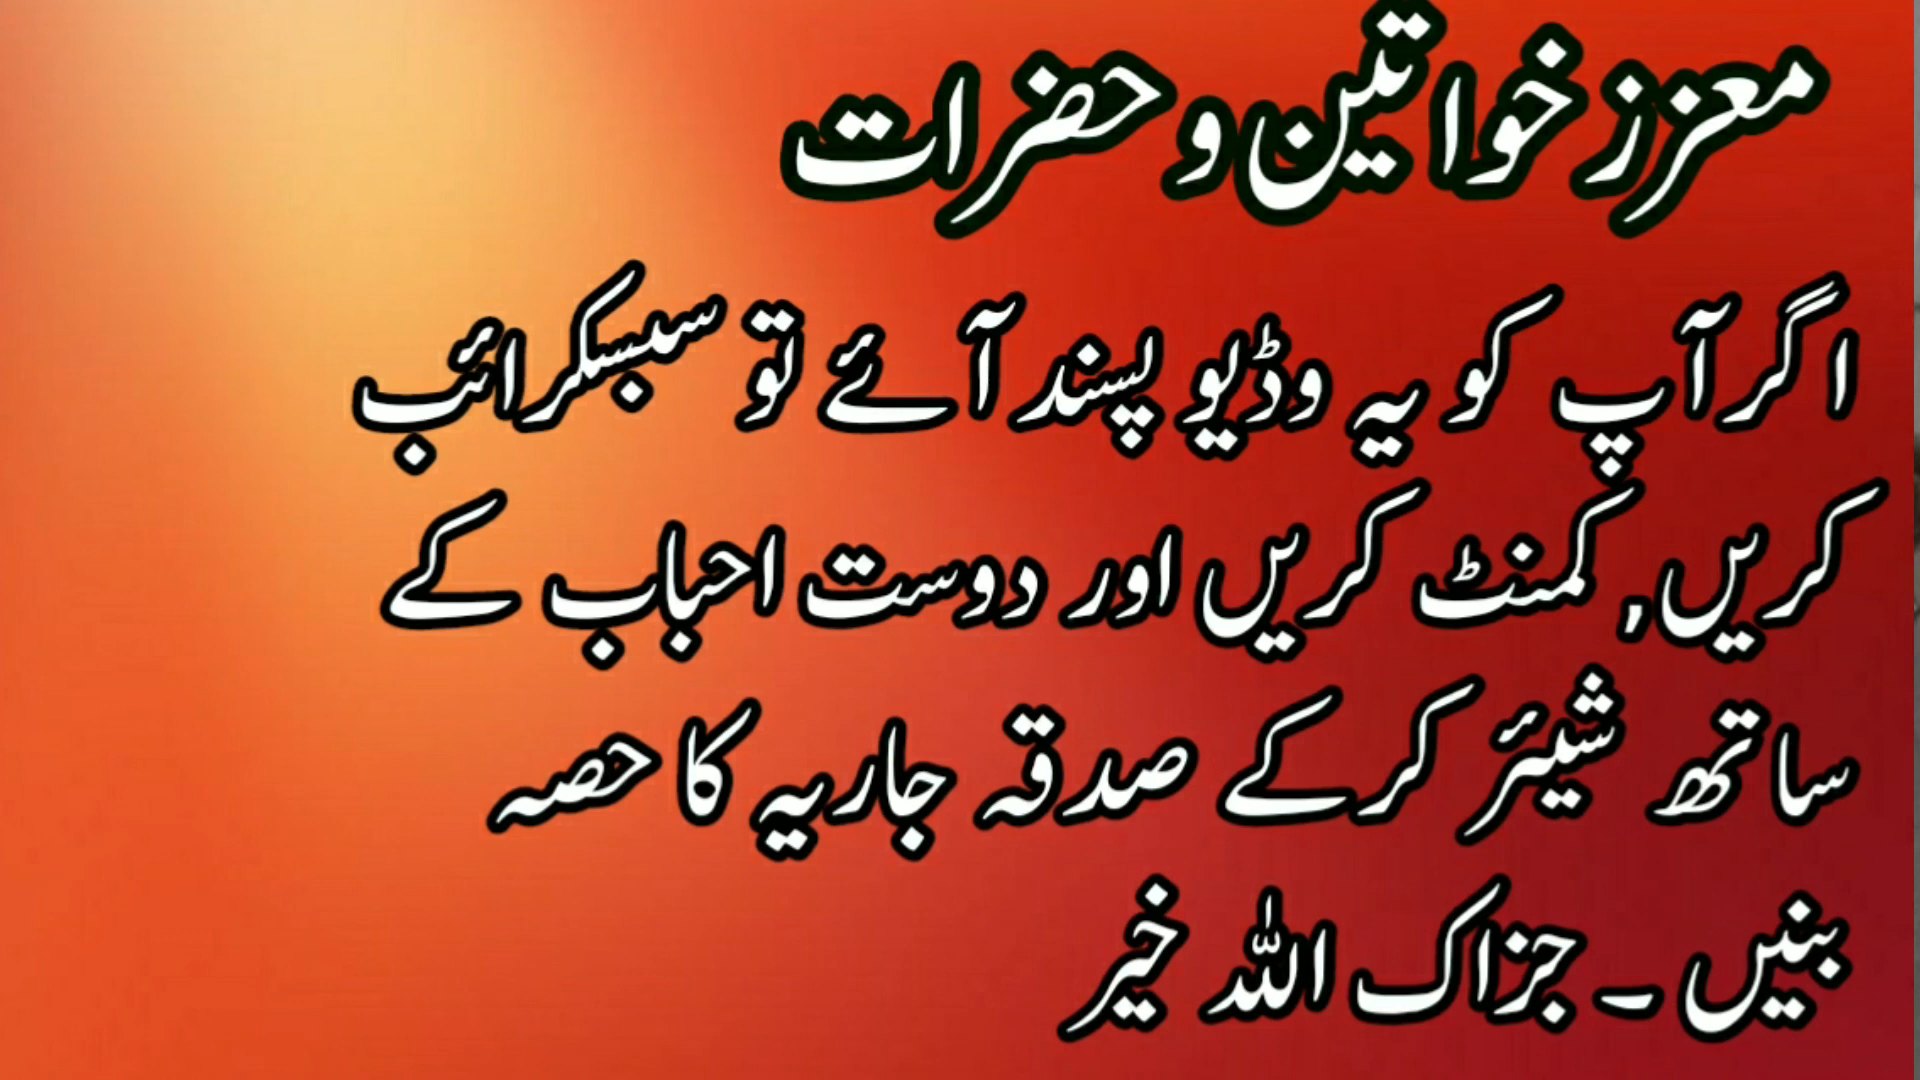 معزز خواتین و حضرات
اگر آپ کو یہ وڈیو پسند آئے تو سبسکرائب
کریں, کمنٹ کریں اور دوست احباب کے
ساتھ شیئر کرکے صدقہ جاریہ کا حصہ
بنیں ۔ جزاک اللہ خیر